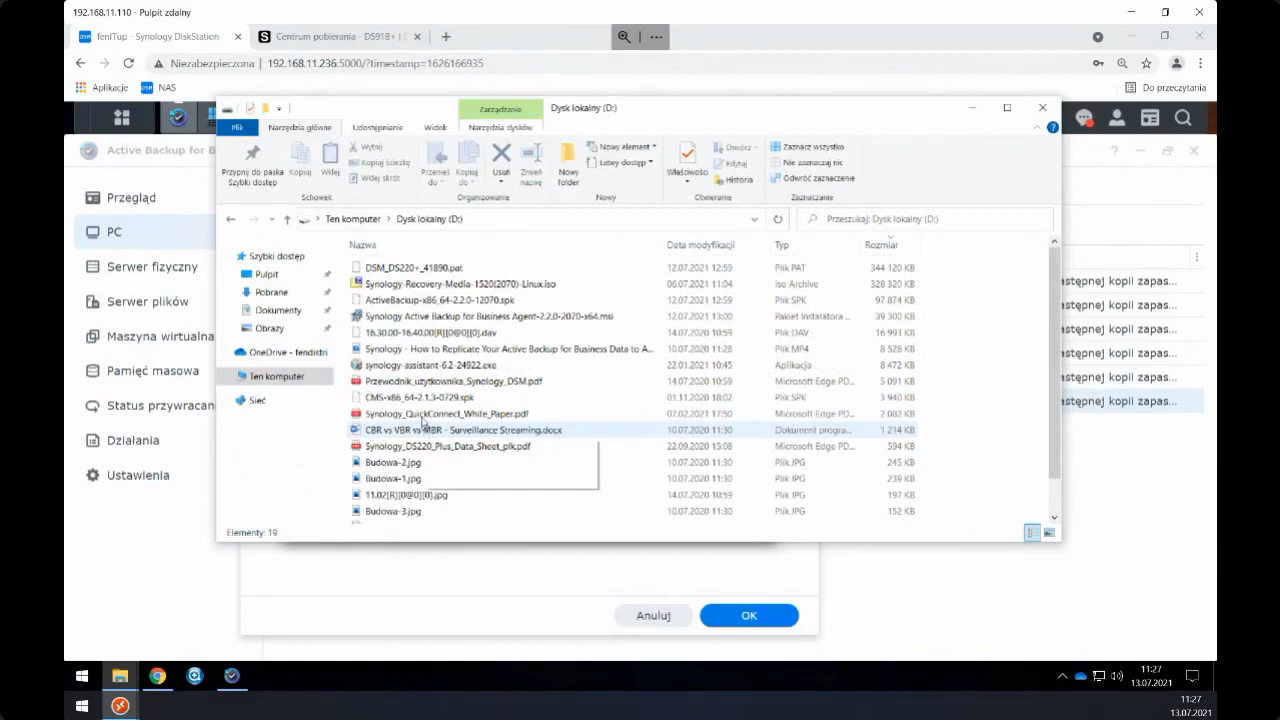 192.168.11.110 - Pulpit zdalny
DSM fenITup - Synology DiskStation
S Centrum pobierania - DS918+ |
Niezabezpieczona | 192.168.11.236:5000/?timestamp=1626166935
Aplikacje
DSM NAS
Do przeczytania
Zarządzanie
Dysk lokalny (D:)
Plik
Narzędzia główne
Udostępnianie
Widok
Narzędzia dysków
Przypnij do paska
Szybki dostęp
Kopiuj
Wklej
Wytnij
Kopiuj ścieżkę
Wklej skrót
Schowek
Przenieś
do
Kopiuj
do
Usuń
Zmień
nazwę
Organizowanie
Nowy
folder
Nowy element
Łatwy dostęp
Nowy
Właściwości
Otwórz
Edytuj
Historia
Otwieranie
Zaznacz wszystko
Nie zaznaczaj nic
Odwróć zaznaczenie
Zaznaczanie
Active Backup for B
Ten komputer
Dysk lokalny (D:)
Przeszukaj: Dysk lokalny (D:)
Przegląd
PC
Serwer fizyczny
Serwer plików
Maszyna wirtualna
Pamięć masowa
Status przywracan
Działania
Ustawienia
Szybki dostęp
Pulpit
Pobrane
Dokumenty
Obrazy
OneDrive - fendistri
Ten komputer
Sieć
Nazwa Data modyfikacji Typ Rozmiar
DSM_DS220+_41890.pat 12.07.2021 12:59 Plik PAT 344 120 KB
Synology-Recovery-Media-1520(2070)-Linux.iso 06.07.2021 11:04 Iso Archive 328 320 KB
ActiveBackup-x86_64-2.2.0-12070.spk 12.07.2021 12:59 Plik SPK 97 874 KB
Synology Active Backup for Business Agent-2.2.0-2070-x64.msi 12.07.2021 13:00 Pakiet Instalatora ... 39 300 KB
16.30.00-16.40.00[R][0@0][0].dav 14.07.2020 10:59 Plik DAV 16 993 KB
Synology - How to Replicate Your Active Backup for Business Data to A... 10.07.2020 11:28 Plik MP4 8 528 KB
synology-assistant-6.2-24922.exe 22.01.2021 10:45 Aplikacja 8 472 KB
Przewodnik_uzytkownika_Synology_DSM.pdf 14.07.2020 10:59 Microsoft Edge PD... 5 091 KB
CMS-x86_64-2.1.3-0729.spk 01.11.2020 18:02 Plik SPK 3 940 KB
Synology_QuickConnect_White_Paper.pdf 07.02.2021 17:50 Microsoft Edge PD... 2 082 KB
CBR vs VBR vs MBR - Surveillance Streaming.docx 10.07.2020 11:30 Dokument progra... 1 214 KB
Synology_DS220_Plus_Data_Sheet_plk.pdf 22.09.2020 15:08 Microsoft Edge PD... 594 KB
Budowa-2.jpg 10.07.2020 11:30 Plik JPG 245 KB
Budowa-1.jpg 10.07.2020 11:30 Plik JPG 239 KB
11.02[R][0@0][0].jpg 14.07.2020 10:59 Plik JPG 197 KB
Budowa-3.jpg 10.07.2020 11:30 Plik JPG 152 KB
Elementy: 19
astępnej kopii zapas...
astępnej kopii zapas...
astępnej kopii zapas...
astępnej kopii zapas...
astępnej kopii zapas...
astępnej kopii zapas...
Anuluj
OK
11:27
13.07.2021
11:27
13.07.2021